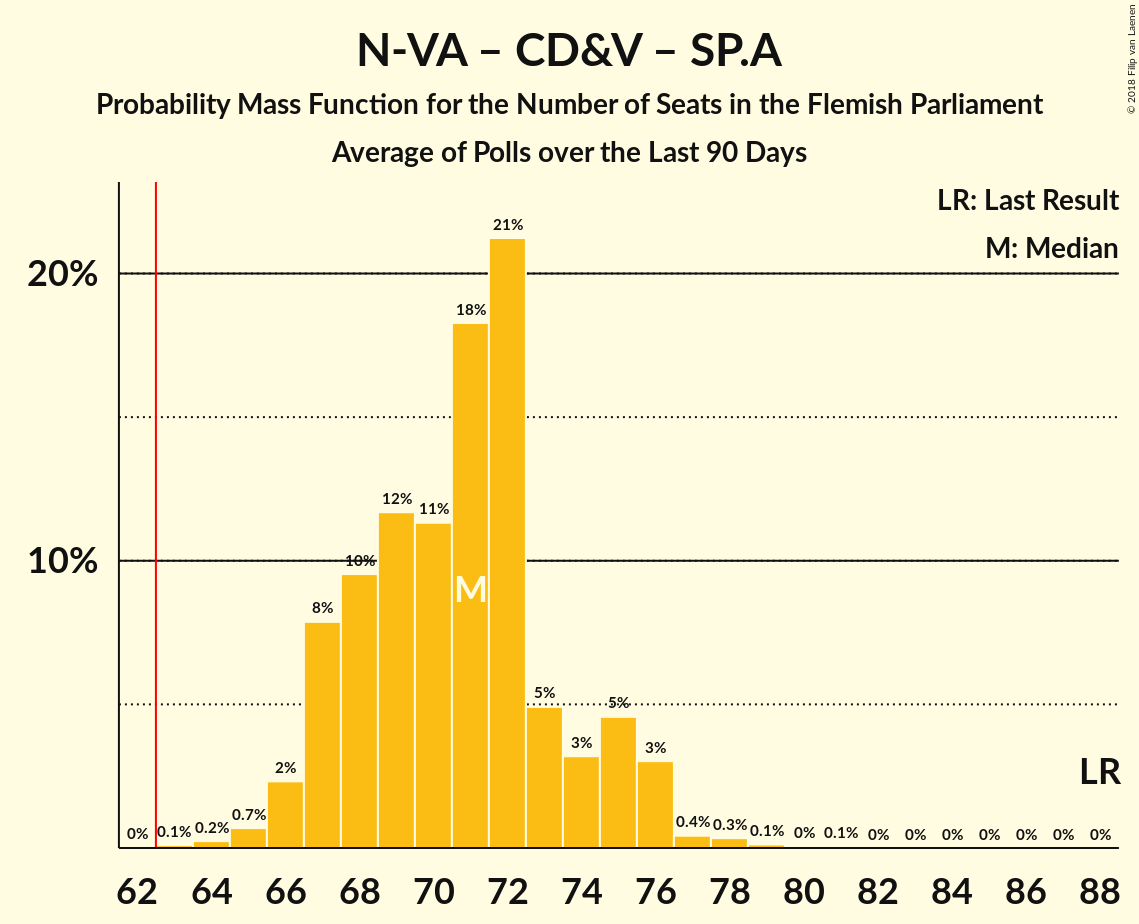 N-VA – CD&V – SP.A
Probability Mass Function for the Number of Seats in the Flemish Parliament
Average of Polls over the Last 90 Days
© 2018 Filip van Laenen
LR: Last Result
M: Median
20%
10%
0% 0.1% 0.2% 0.7% 2% 8% 10% 12% 11% 18% 21% 5% 3% 5% 3% 0.4% 0.3% 0.1% 0% 0.1% 0% 0% 0% 0% 0% 0% 0%
M
LR
62 64 66 68 70 72 74 76 78 80 82 84 86 88